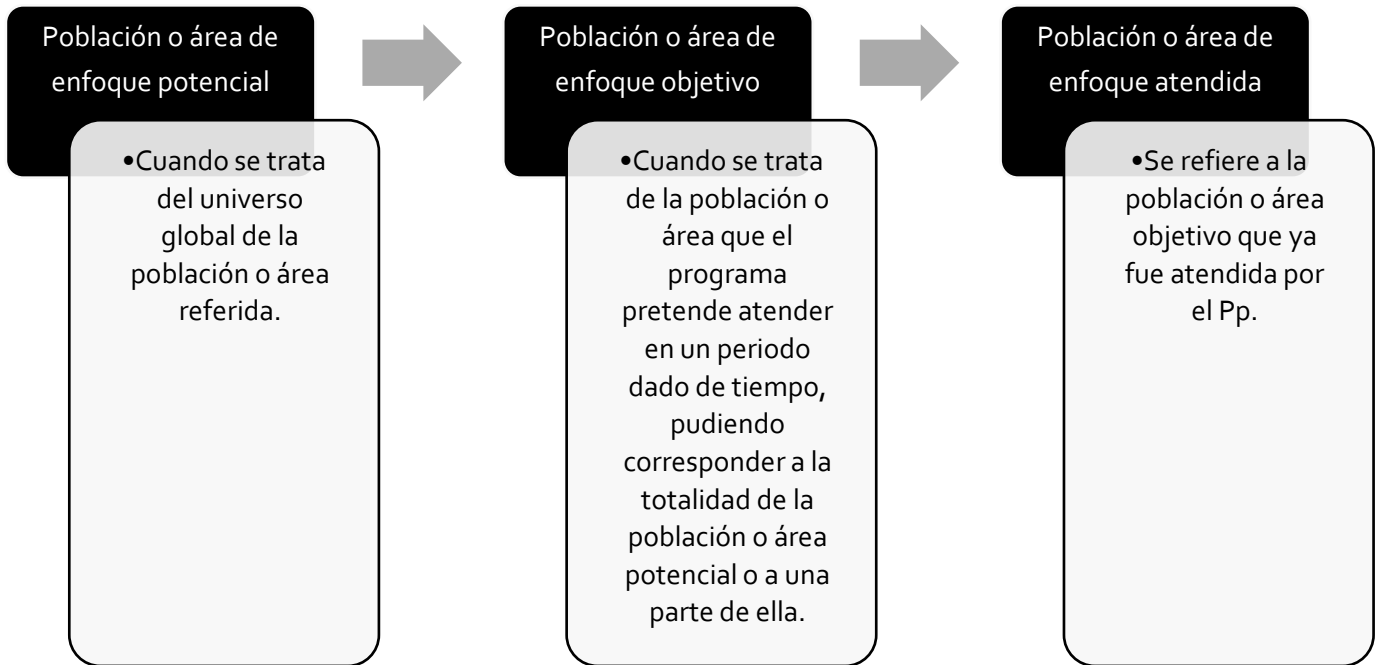 Población o área de
enfoque potencial
•Cuando se trata
del universo
global de la
población o área
referida.
Población o área de
enfoque objetivo
•Cuando se trata
de la población o
área que el
programa
pretende atender
en un periodo
dado de tiempo,
pudiendo
corresponder a la
totalidad de la
población o área
potencial o a una
parte de ella.
Población o área de
enfoque atendida
•Se refiere a la
población o área
objetivo que ya
fue atendida por
el Pp.